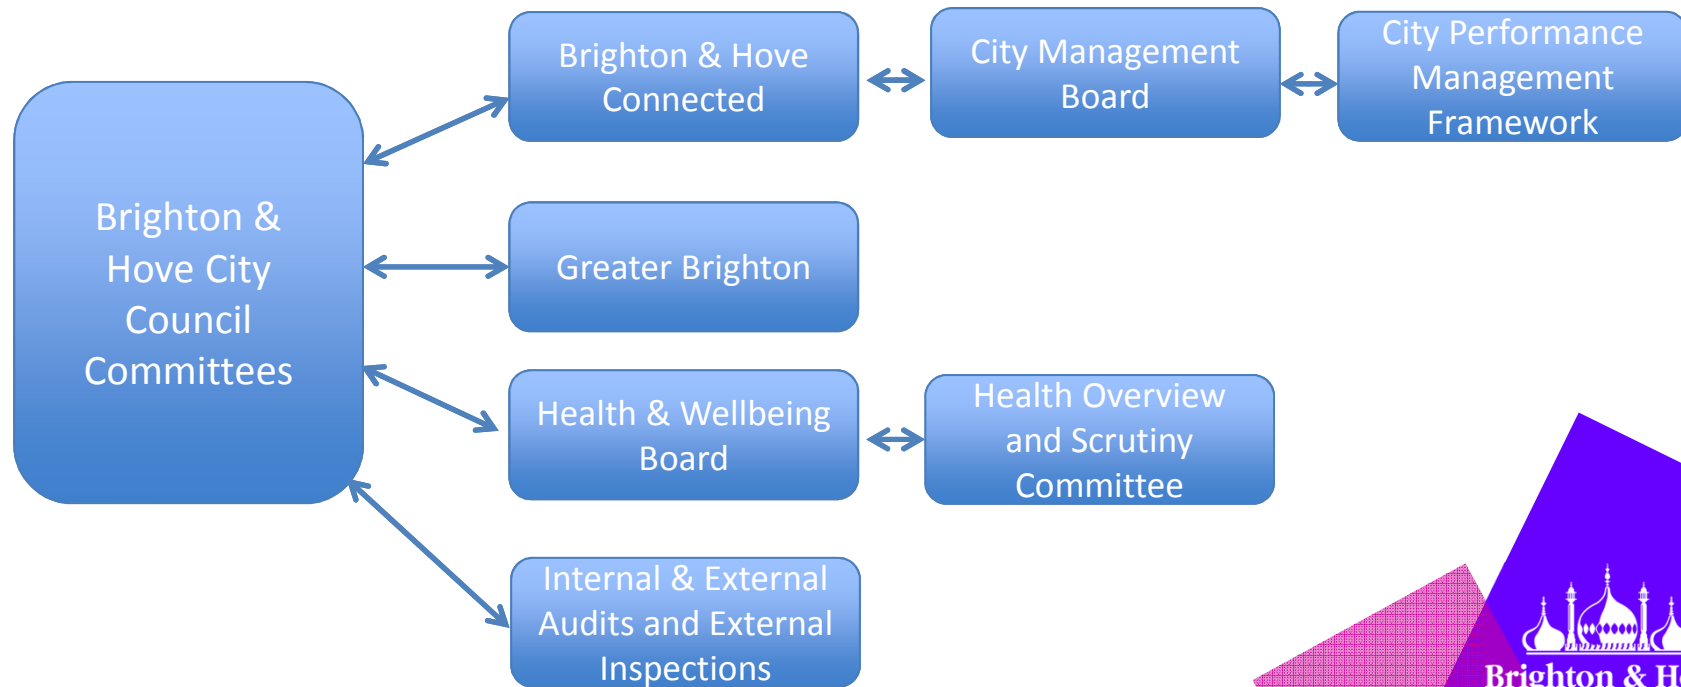 Brighton & Hove
Connected
City Management
Board
City Performance
Management
Framework
Brighton &
Hove City
Council
Committees
Greater Brighton
Health & Wellbeing
Board
Health Overview
and Scrutiny
Committee
Internal & External
Audits and External
Inspections
Brighton & H